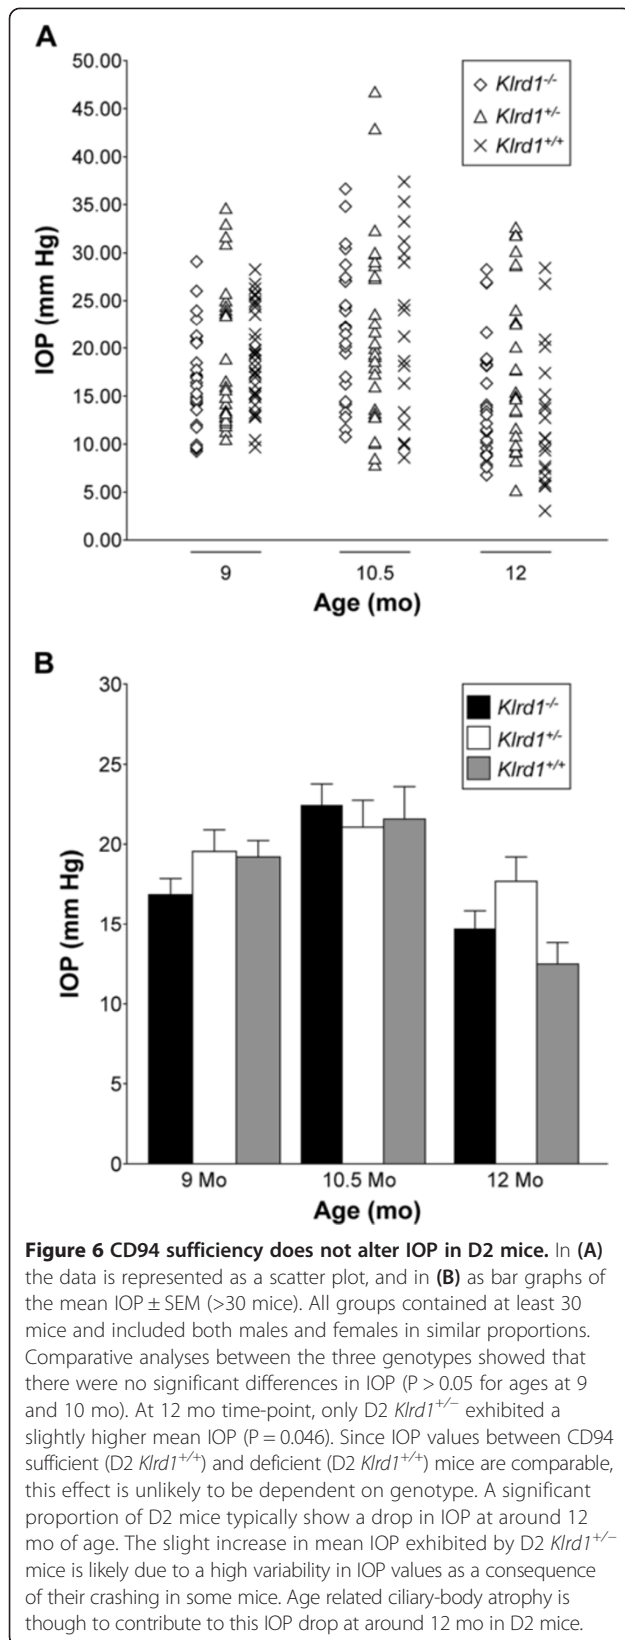 A
50.00
45.00
40.00
35.00
30.00
25.00
20.00
15.00
10.00
5.00
0.00
IOP (mm Hg)
Klrd1-/-
Klrd1+/-
Klrd1+/+
9
10.5
12
Age (mo)
B
30
25
20
15
10
5
0
IOP (mm Hg)
Klrd1-/-
Klrd1+/-
Klrd1+/+
9 Mo
10.5 Mo
12 Mo
Age (mo)
Figure 6 CD94 sufficiency does not alter IOP in D2 mice. In (A)
the data is represented as a scatter plot, and in (B) as bar graphs of
the mean IOP ± SEM (>30 mice). All groups contained at least 30
mice and included both males and females in similar proportions.
Comparative analyses between the three genotypes showed that
there were no significant differences in IOP (P > 0.05 for ages at 9
and 10 mo). At 12 mo time-point, only D2 Klrd1+/− exhibited a
slightly higher mean IOP (P = 0.046). Since IOP values between CD94
sufficient (D2 Klrd1+/+) and deficient (D2 Klrd1+/+) mice are comparable,
this effect is unlikely to be dependent on genotype. A significant
proportion of D2 mice typically show a drop in IOP at around 12
mo of age. The slight increase in mean IOP exhibited by D2 Klrd1+/−
mice is likely due to a high variability in IOP values as a consequence
of their crashing in some mice. Age related ciliary-body atrophy is
though to contribute to this IOP drop at around 12 mo in D2 mice.